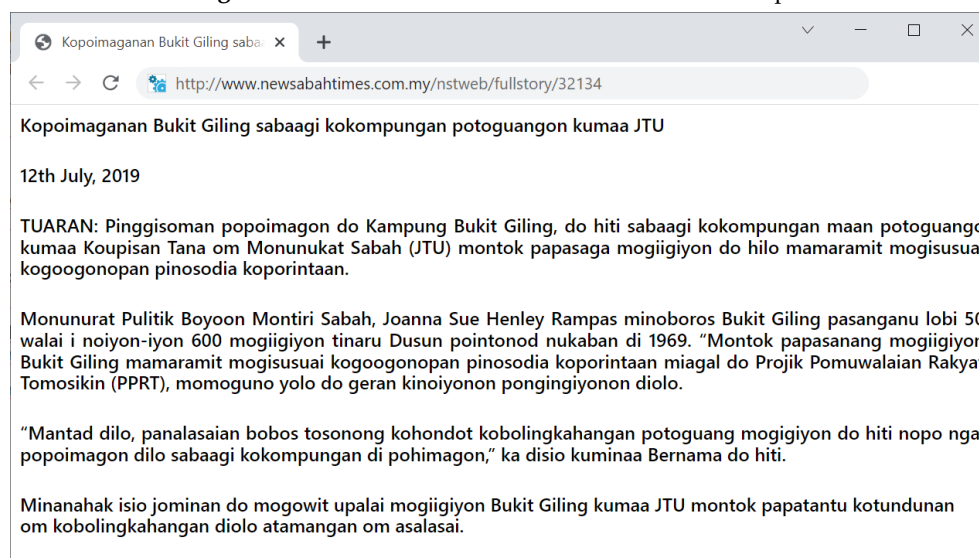 Kopoimaganan Bukit Giling saba
http://www.newsabahtimes.com.my/nstweb/fullstory/32134
Kopoimaganan Bukit Giling sabaagi kokompungan potoguangon kumaa JTU
12th July, 2019
TUARAN: Pinggisoman popoimagon do Kampung Bukit Giling, do hiti sabaagi kokompungan maan
kumaa Koupisan Tana om Monunukat Sabah (JTU) montok papasaga mogiigiyon do hilo mamaramit
kogoogonopan pinosodia koporintaan.
Monunurat Pulitik Boyoon Montiri Sabah, Joanna Sue Henley Rampas minoboros Bukit Giling pasanganu lobi
walai i noiyon-iyon 600 mogiigiyon tinaru Dusun pointonod nukaban di 1969. “Montok papasanang
Bukit Giling mamaramit mogisusuai kogoogonopan pinosodia koporintaan miagal do Projik Pomuwalaian
Tomosikin (PPRT), momoguno yolo do geran kinoiyonon pongingiyonon diolo.
“Mantad dilo, panalasaian bobos tosonong kohondot kobolingkahangan potoguang mogigiyon do hiti nopo nga
popoimagon dilo sabaagi kokompungan di pohimagon,” ka disio kuminaa Bernama do hiti.
Minanahak isio jominan do mogowit upalai mogiigiyon Bukit Giling kumaa JTU montok papatantu kotundunan
om kobolingkahangan diolo atamangan om asalasai.